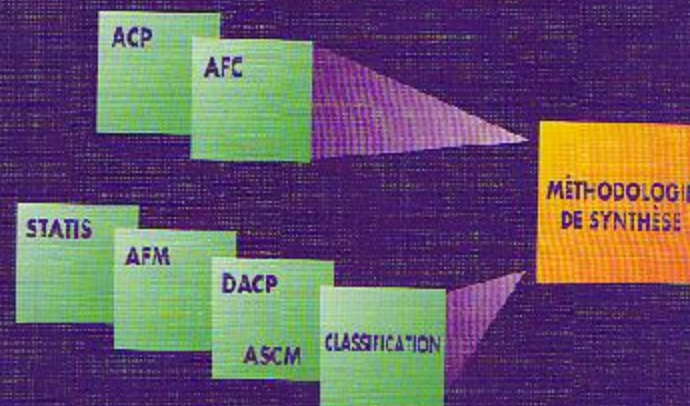 ACP
AFC
STATIS
AFM
DACP
ASCM
CLASSIFICATION
MÉTHODOLOGI
DE SYNTHÈSE